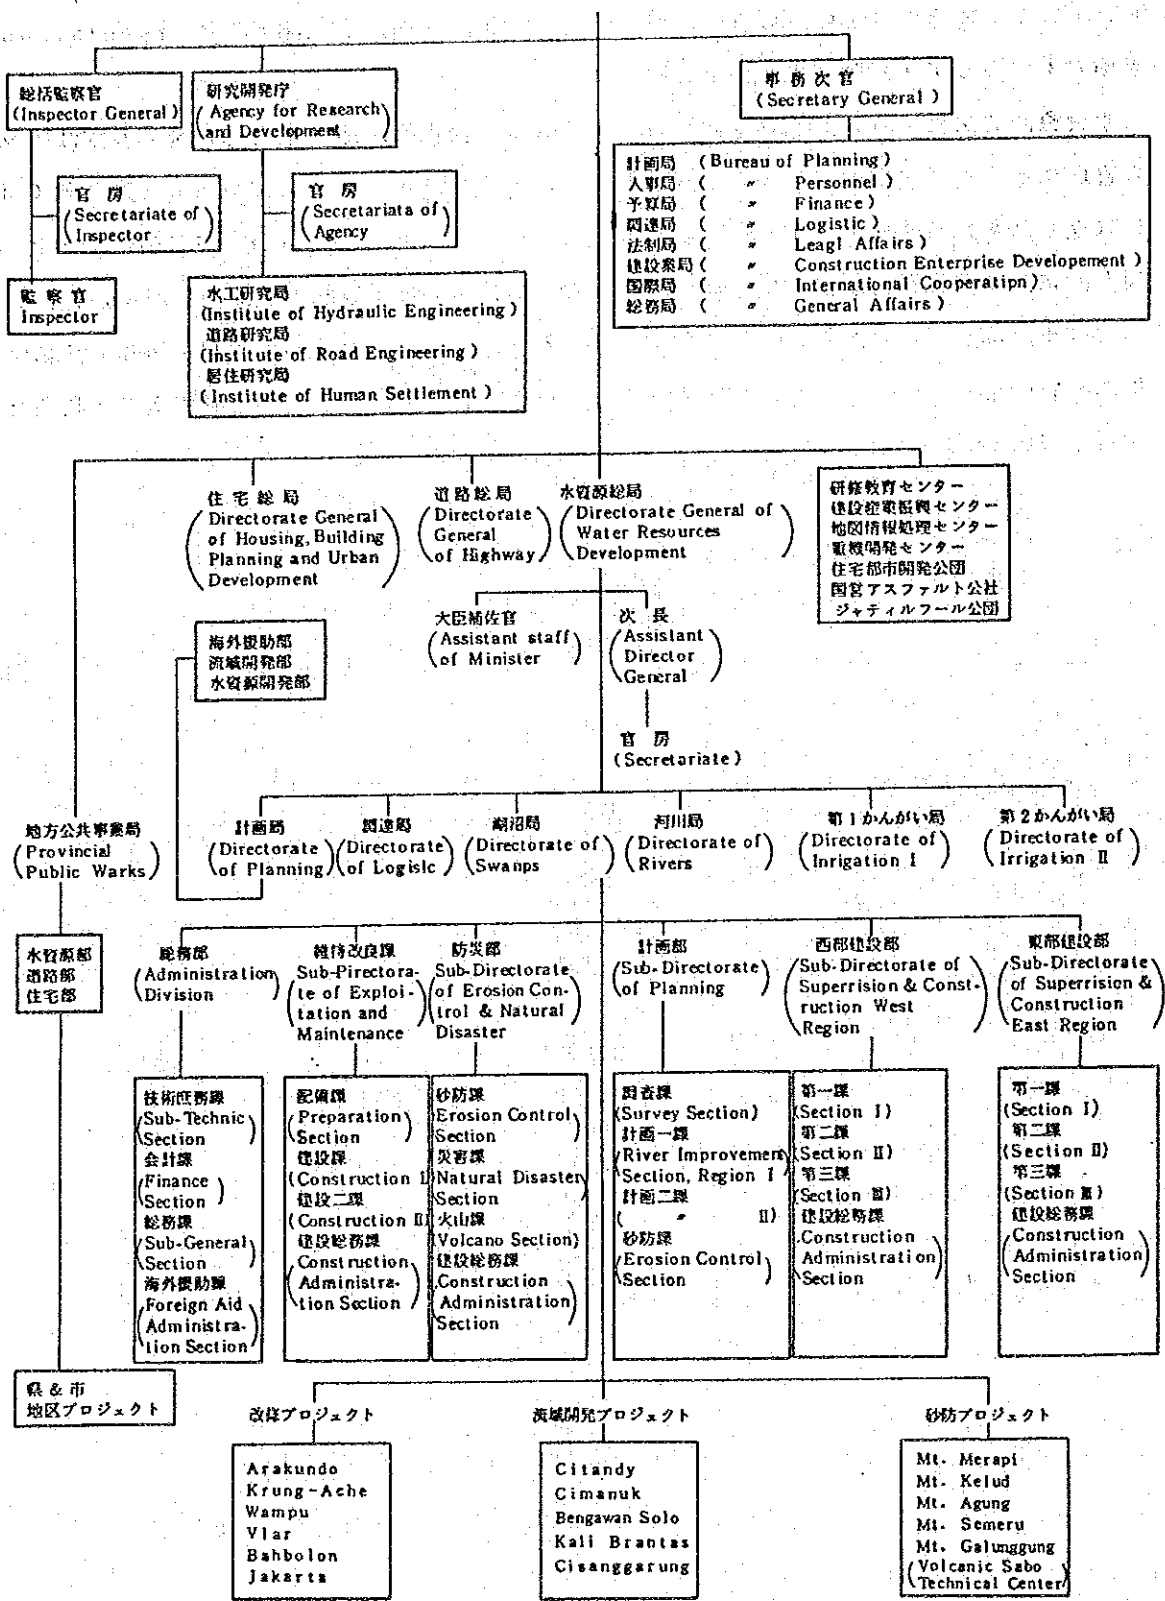 総括監察官
(Inspector General)
研究開発庁
(Agency for Research
and Development)
事務次官
(Secretary General)
官房
(Secretariate of
Inspector)
官房
(Secretariata of
Agency)
監察官
Inspector
水工研究局
(Institute of Hydraulic Engineering)
道路研究局
(Institute of Road Engineering)
居住研究局
(Institute of Human Settlement)
計画局 (Bureau of Planning)
人事局 ( 〃 Personnel)
予算局 ( 〃 Finance)
調達局 ( 〃 Logistic)
法制局 ( 〃 Leagl Affairs)
建設業局 ( 〃 Construction Enterprise Developement)
国際局 ( 〃 International Cooperatipn)
総務局 ( 〃 General Affairs)
住宅総局
(Directorate General
of Housing, Building
Planning and Urban
Development)
道路総局
(Directorate
General
of Highway)
水資源総局
(Directorate General of
Water Resources
Development)
研修教育センター
地図情報処理センター
電機開発センター
住宅都市開発公団
国営アスファルト公社
ジャティルフール公団
大臣補佐官
(Assistant staff
of Minister)
次長
(Assistant
Director
General)
海外援助部
流域開発部
水資源開発部
官房
(Secretariate)
地方公共事業局
(Provincial
Public Warks)
計画局
(Directorate
of Planning)
調達局
(Directorate
of Logislc)
湖沼局
(Directorate of
Swanps)
河川局
(Directorate of
Rivers)
第1かんがい局
(Directorate of
Inrigation I)
第2かんがい局
(Directorate of
Irrigation II)
水資源部
道路部
住宅部
総務部
(Administration
Division)
維持改良課
(Sub-Pirectora-
te of Exploi-
tation and
Maintenance)
防災部
(Sub-Directorate
of Erosion Con-
trol & Natural
Disaster)
計画部
(Sub-Directorate
of Planning)
西部建設部
(Sub-Directorate of
Superrision & Const-
ruction West
Region)
東部建設部
(Sub-Directorate
of Superrision &
Construction
East Region)
技術庶務課
(Sub-Technic
Section)
会計課
(Finance
Section)
総務課
(Sub-General
Section)
海外援助課
(Foreign Aid
Administra-
tion Section)
配備課
(Preparation
Section)
建設課
(Construction I)
建設二課
(Construction II)
建設総務課
(Construction
Administra-
tion Section)
砂防課
(Erosion Control
Section)
災害課
(Natural Disaster
Section)
火山課
(Volcano Section)
建設総務課
(Construction
Administration
Section)
調査課
(Survey Section)
計画一課
(River Improvement
Section, Region I)
計画二課
( 〃 II)
砂防課
(Erosion Control
Section)
第一課
(Section I)
第二課
(Section II)
第三課
(Section III)
建設総務課
(Construction
Administration
Section)
第一課
(Section I)
第二課
(Section II)
第三課
(Section III)
建設総務課
(Construction
Administration
Section)
県&市
地区プロジェクト
改修プロジェクト
流域開発プロジェクト
砂防プロジェクト
Arakundo
Krung-Ache
Wampu
Vlar
Bahbolon
Jakarta
Citandy
Cimanuk
Bengawan Solo
Kali Brantas
Cisanggarung
Mt. Merapi
Mt. Kelud
Mt. Agung
Mt. Semeru
Mt. Galunggung
(Volcanic Sabo
Technical Center)